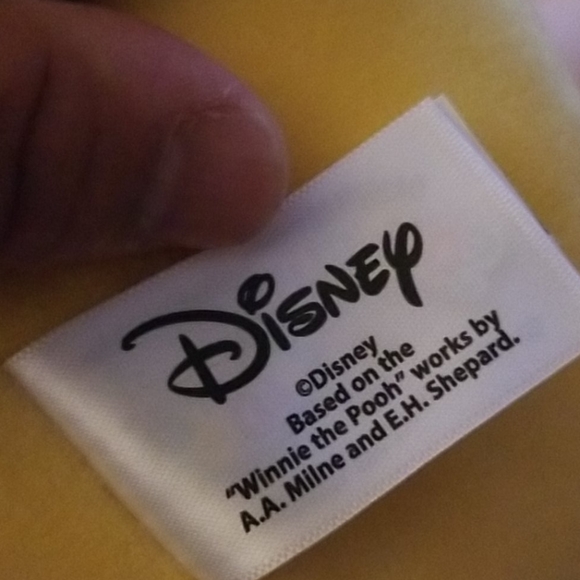 Disney
©Disney
Based on the
"Winnie the Pooh" works by
A.A. Milne and E.H. Shepard.